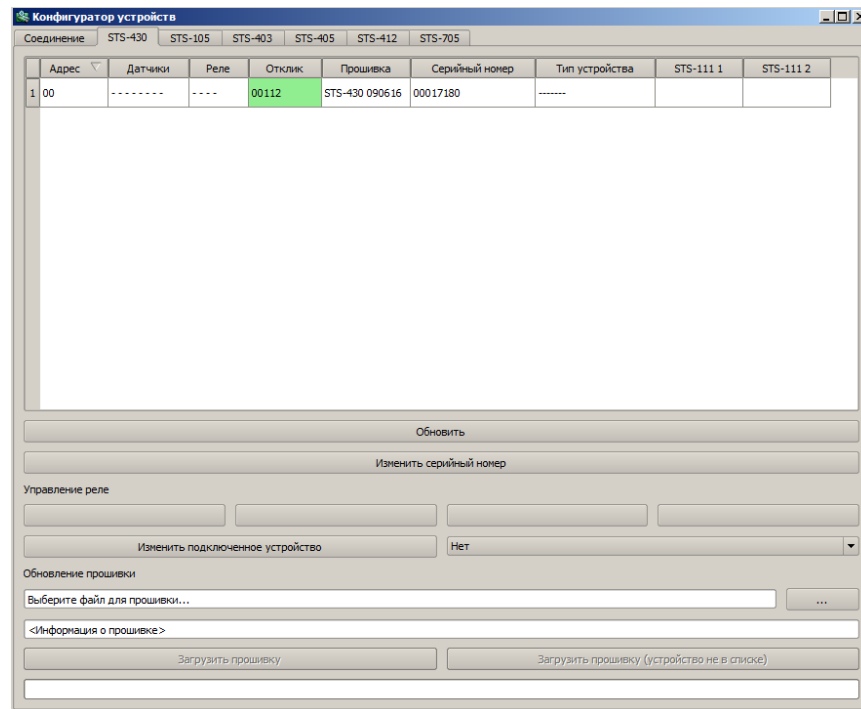 Конфигуратор устройств
Соединение STS-430 STS-105 STS-403 STS-405 STS-412 STS-705
Адрес Датчики Реле Отклик Прошивка Серийный номер Тип устройства STS-111 1 STS-111 2
1 00 - - - - - - - - - - - - 00112 STS-430 090616 00017180 -------
Обновить
Изменить серийный номер
Управление реле
Изменить подключенное устройство Нет
Обновление прошивки
Выберите файл для прошивки... ...
<Информация о прошивке>
Загрузить прошивку Загрузить прошивку (устройство не в списке)